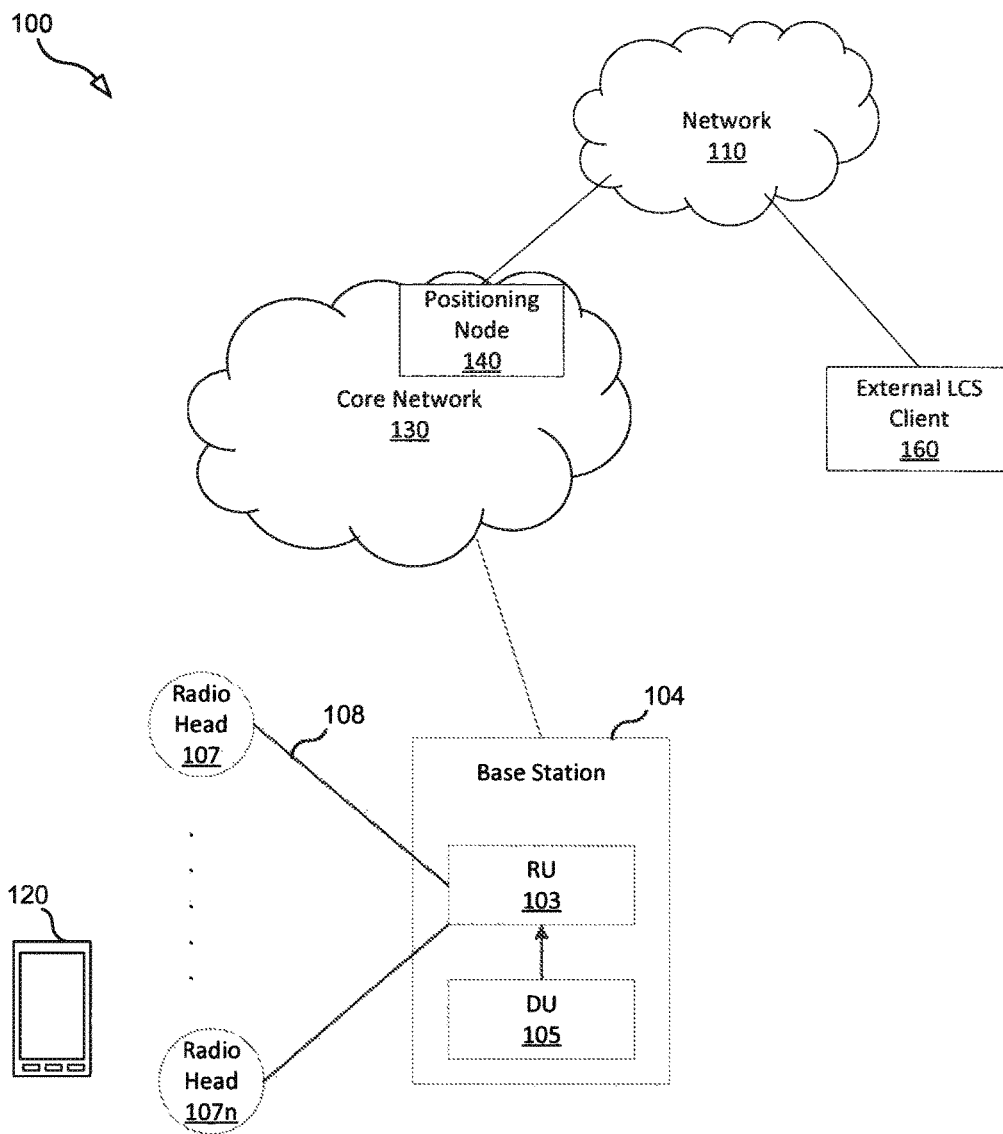 100
Network
110
Positioning
Node
140
Core Network
130
External LCS
Client
160
104
Radio
Head
107
108
Base Station
RU
103
120
DU
105
Radio
Head
107n